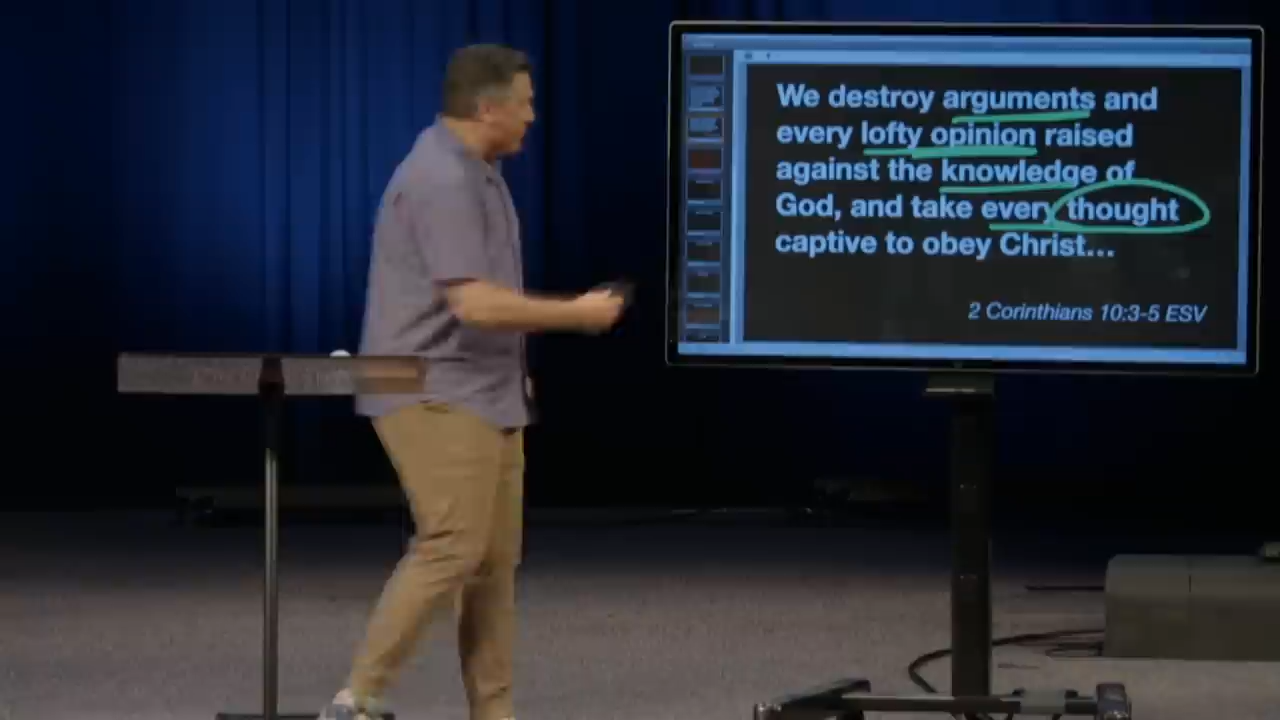 We destroy arguments and
every lofty opinion raised
against the knowledge of
God, and take every thought
captive to obey Christ...
2 Corinthians 10:3-5 ESV